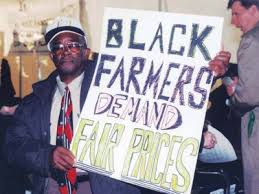 BLACK
FARMERS
DEMAND
FAIR PRICES